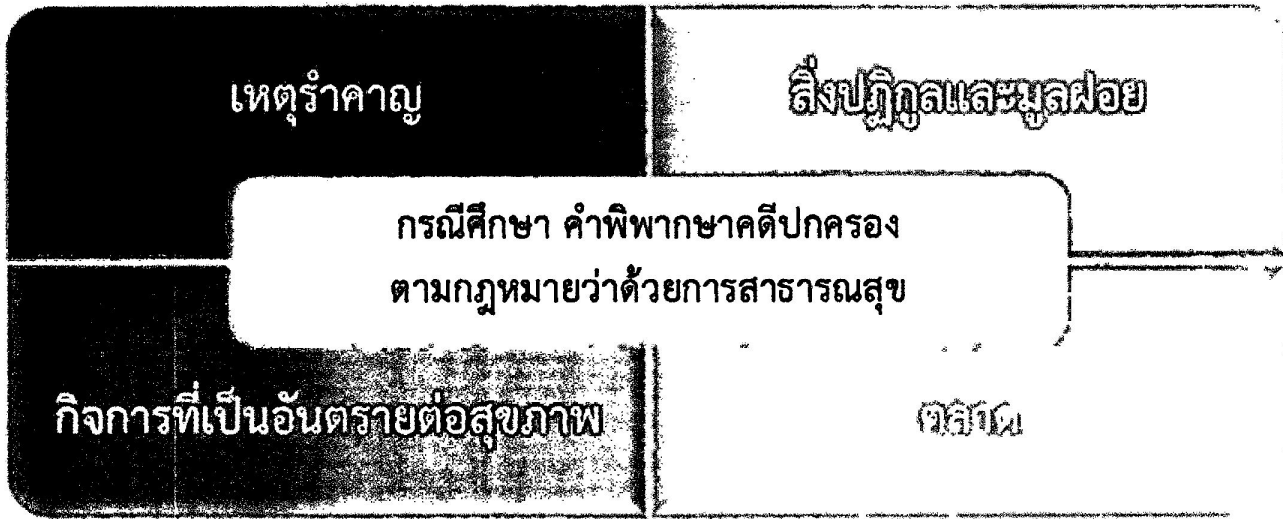 เหตุรำคาญ
สิ่งปฏิกูลและมูลฝอย
กรณีศึกษา คำพิพากษาคดีปกครอง
ตามกฎหมายว่าด้วยการสาธารณสุข
กิจการที่เป็นอันตรายต่อสุขภาพ
ตลาด